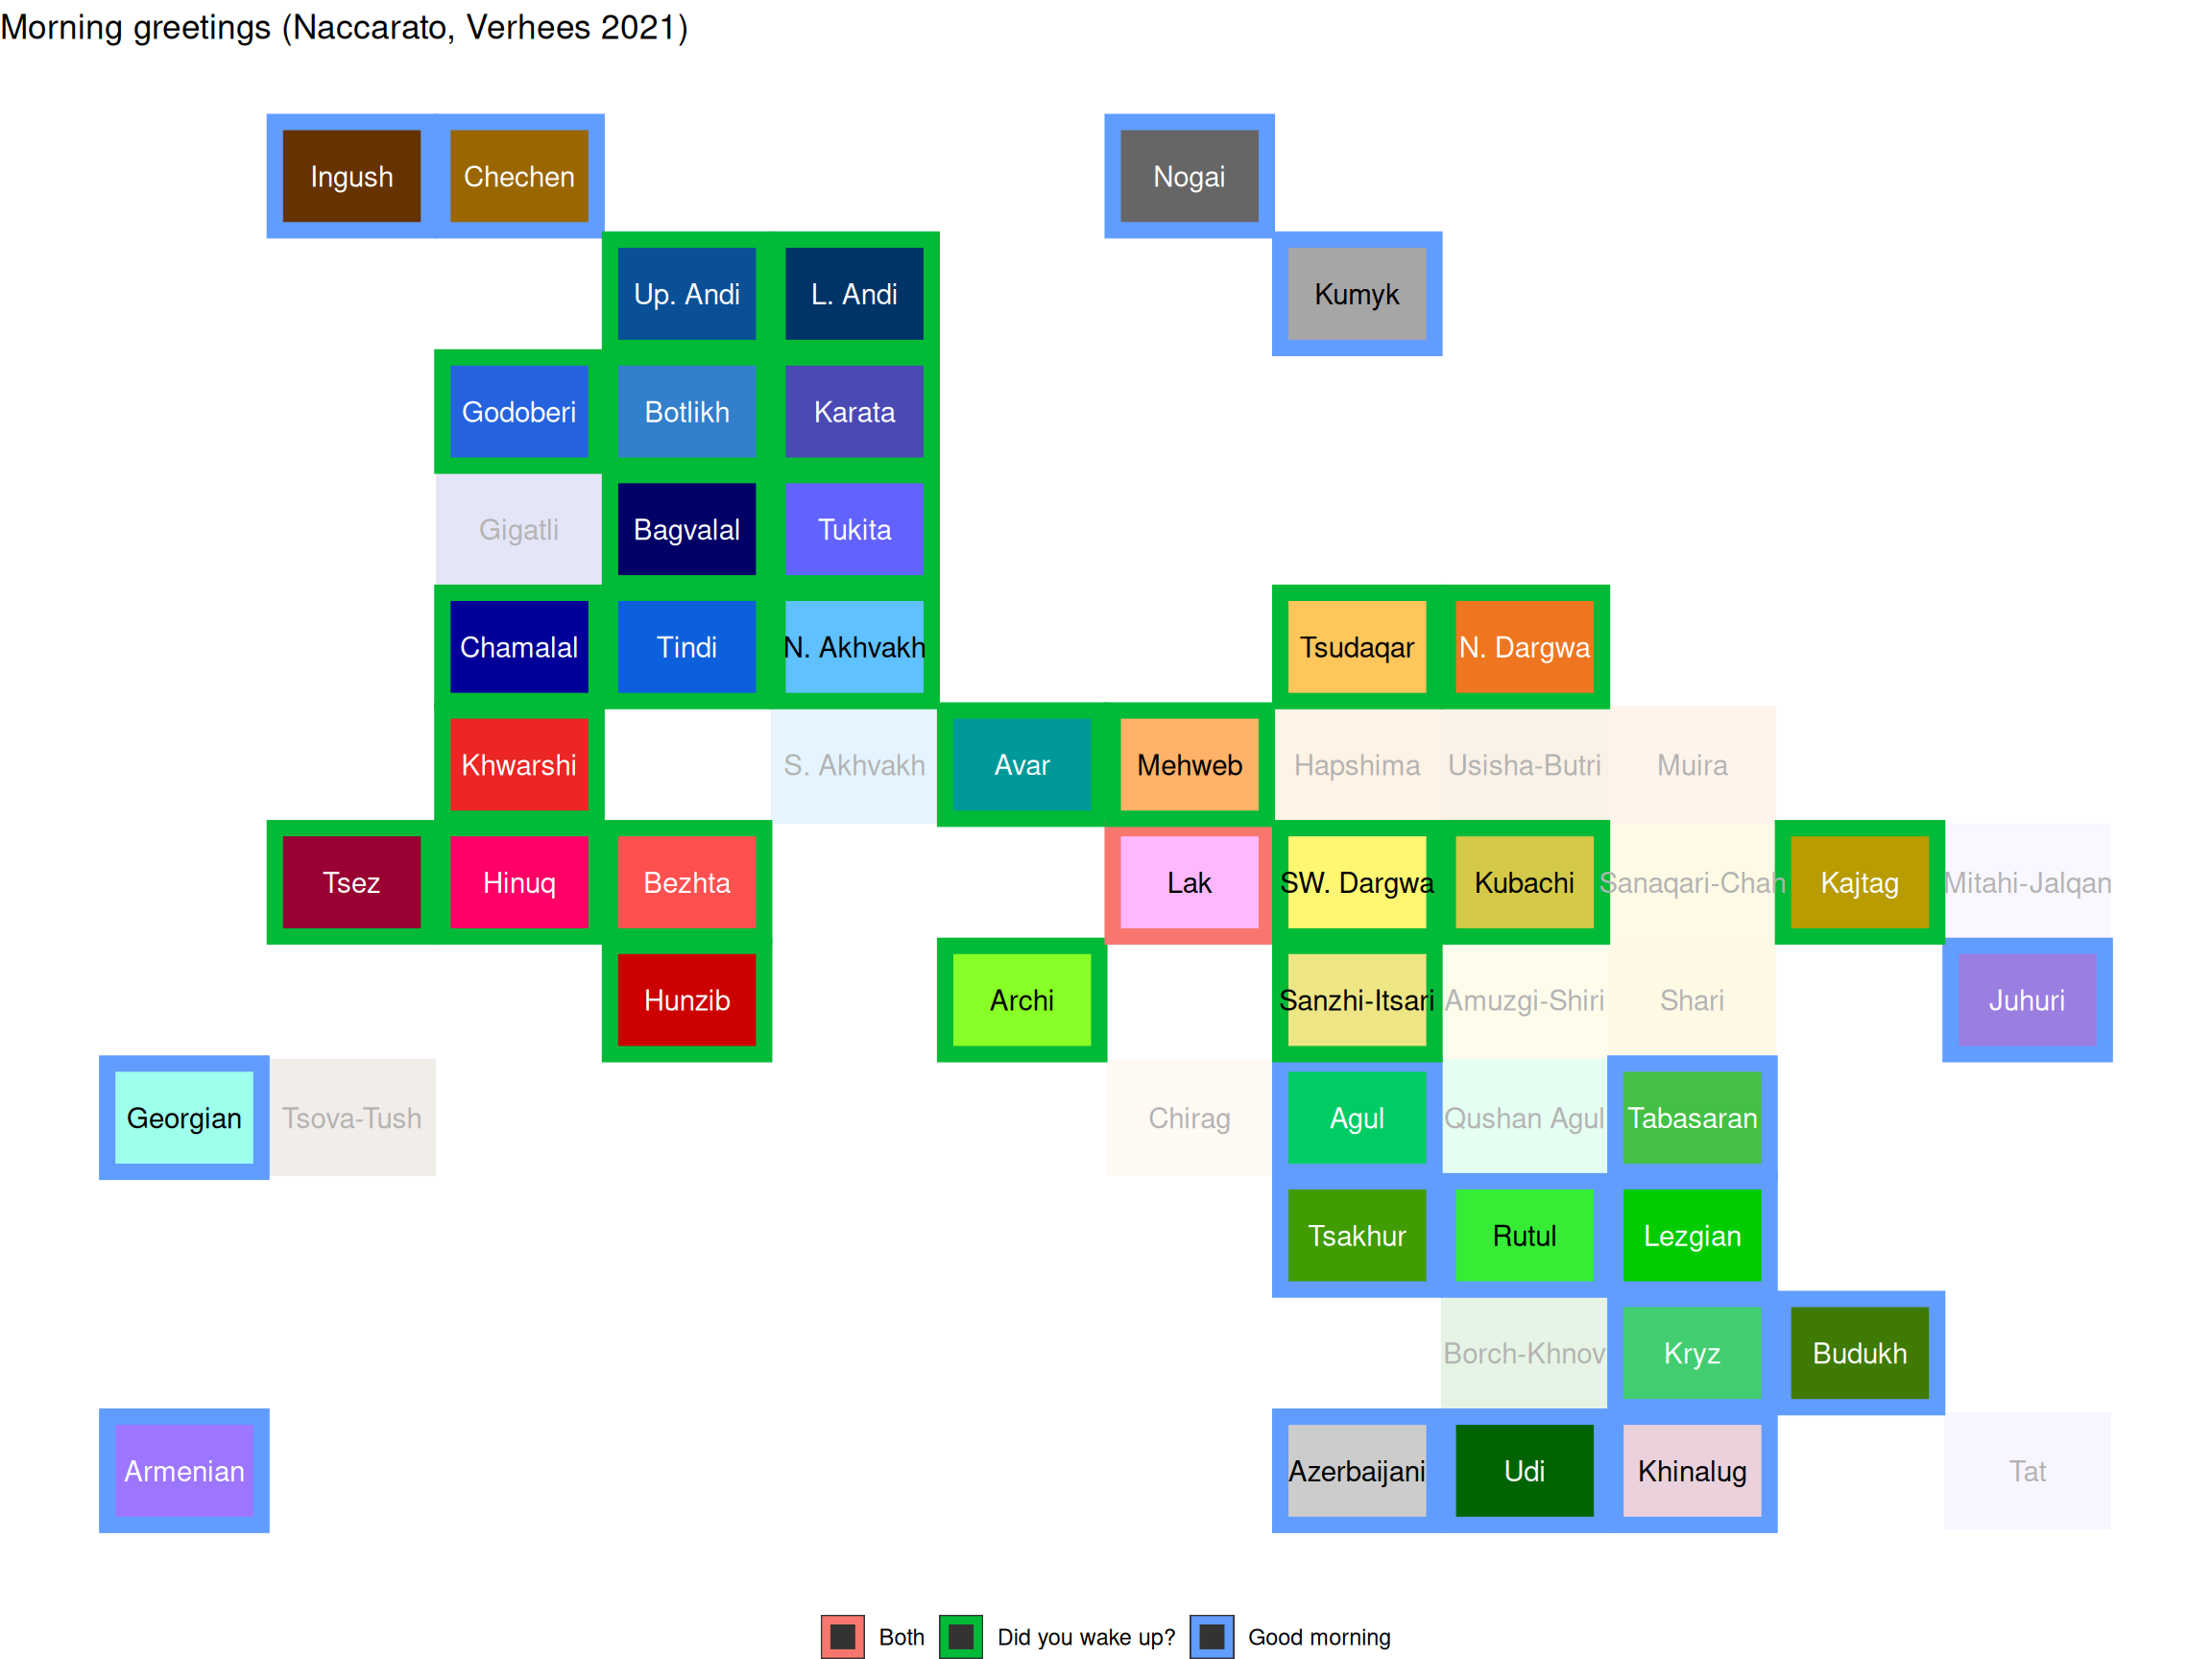 Morning greetings (Naccarato, Verhees 2021)
Ingush Chechen Nogai
Up. Andi L. Andi Kumyk
Godoberi Botlikh Karata
Gigatli Bagvalal Tukita
Chamalal Tindi N. Akhvakh Tsudaqar N. Dargwa
Khwarshi S. Akhvakh Avar Mehweb Hapshima Usisha-Butri Muira
Tsez Hinuq Bezhta Lak SW. Dargwa Kubachi Sanaqari-Chah Kajtag Mitahi-Jalqan
Hunzib Archi Sanzhi-Itsari Amuzgi-Shiri Shari Juhuri
Georgian Tsova-Tush Chirag Agul Qushan Agul Tabasaran
Tsakhur Rutul Lezgian
Borch-Khnov Kryz Budukh
Armenian Azerbaijani Udi Khinalug Tat
Both Did you wake up? Good morning